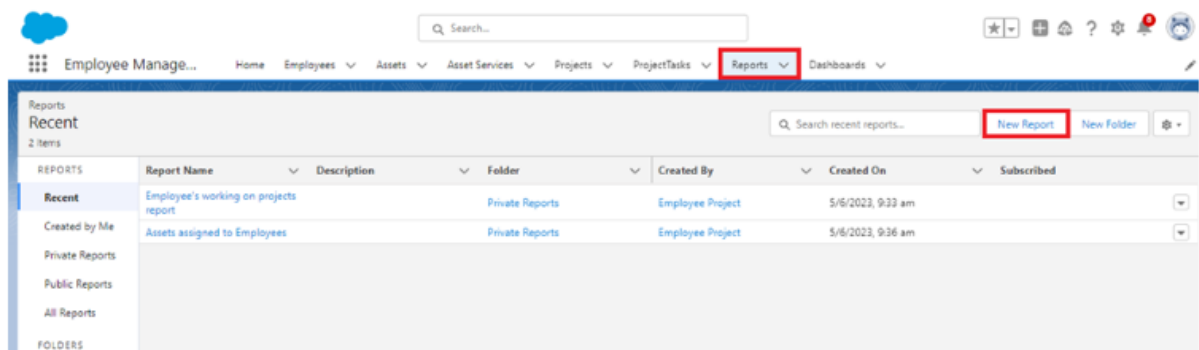 Search...
8
Employee Manage... Home Employees Assets Asset Services Projects ProjectTasks Reports Dashboards
Reports
Recent
2 items
Search recent reports...
New Report
New Folder
REPORTS
Report Name Description Folder Created By Created On Subscribed
Recent
Employee's working on projects
report
Private Reports Employee Project 5/6/2023, 9:33 am
Created by Me
Assets assigned to Employees Private Reports Employee Project 5/6/2023, 9:36 am
Private Reports
Public Reports
All Reports
FOLDERS